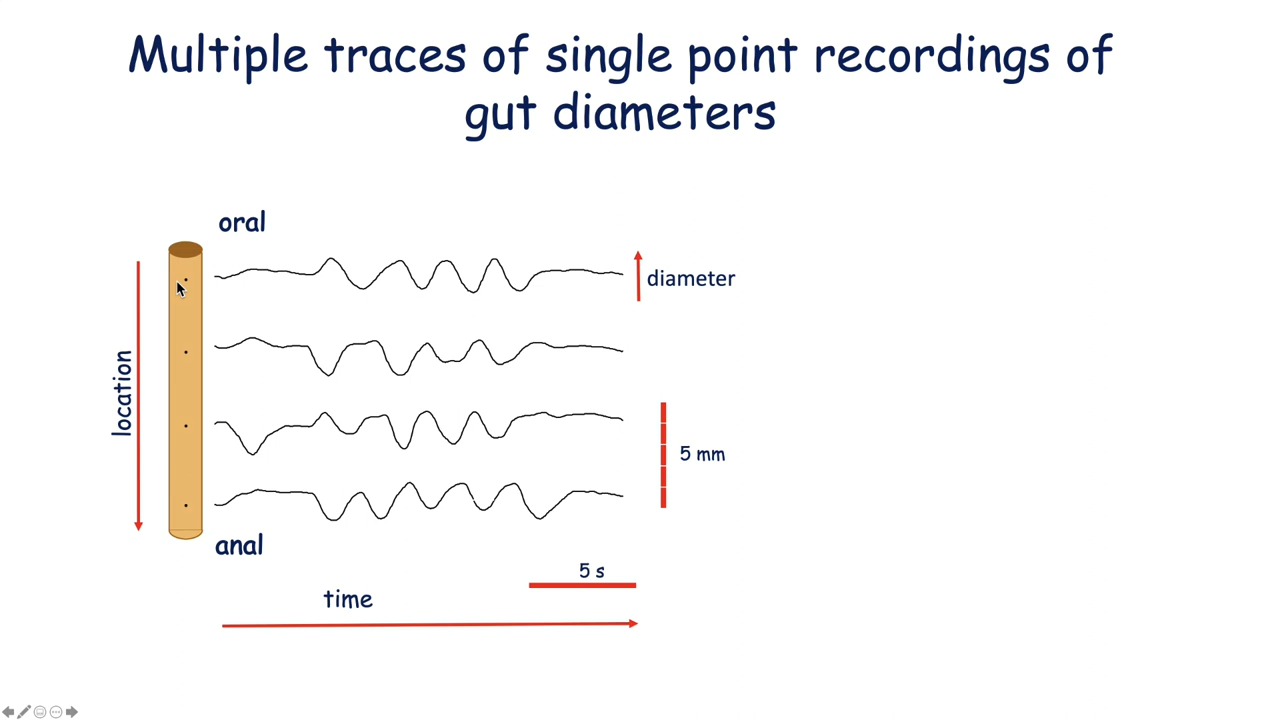 Multiple traces of single point recordings of
gut diameters
oral
diameter
location
5 mm
anal
5 s
time